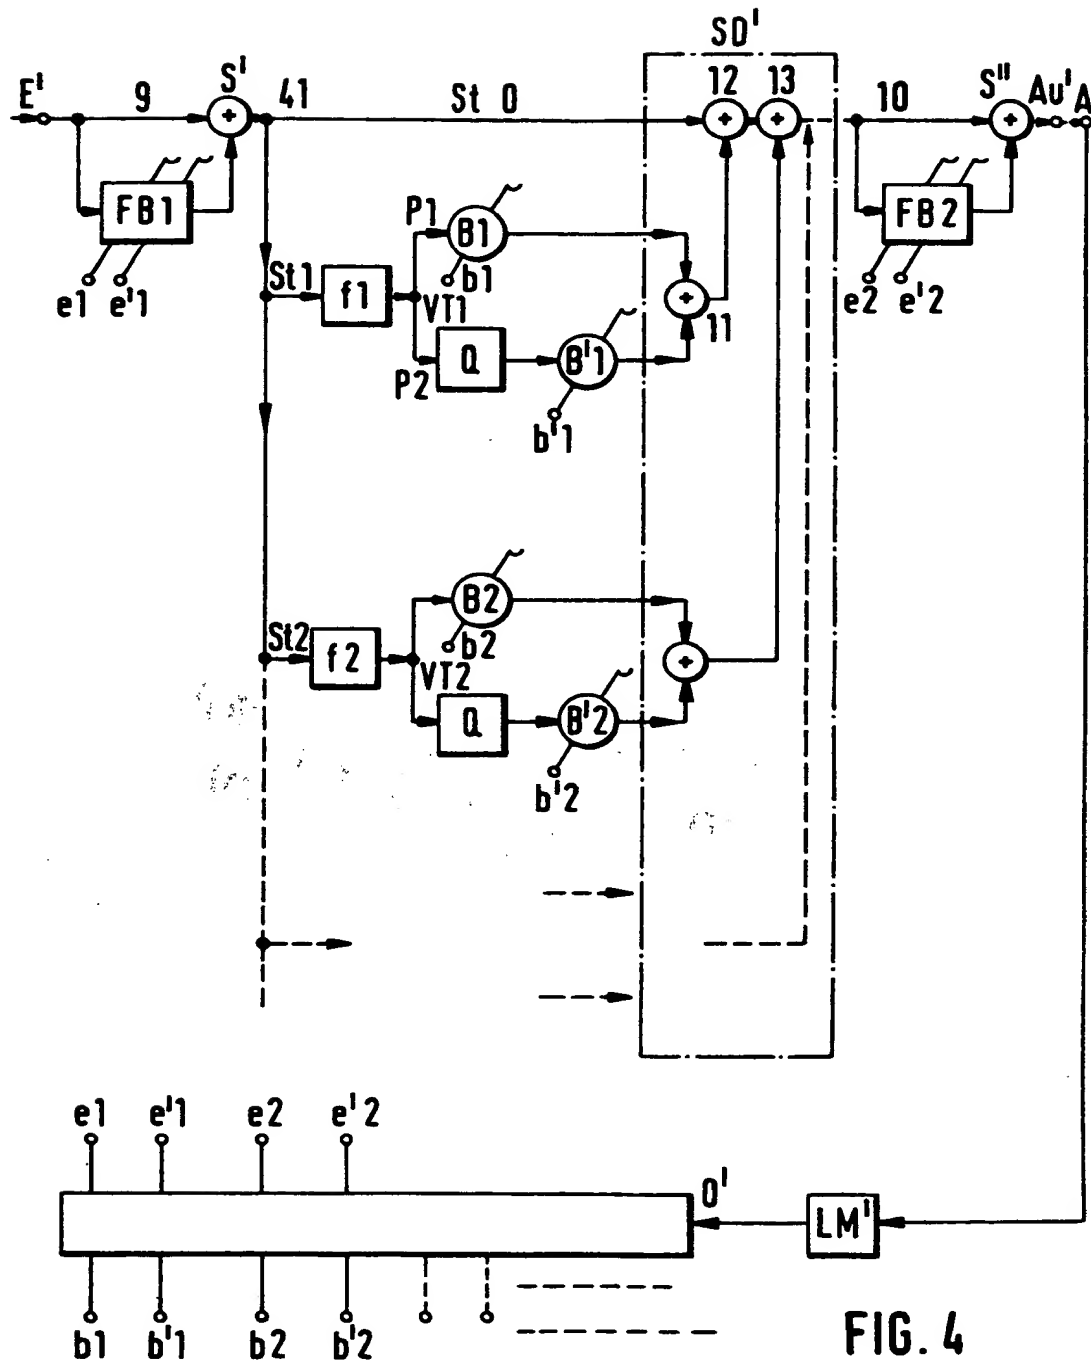 SD'
E'
9
S'
41
St 0
12
13
10
S"
Au'
A
+
+
+
+
FB1
FB2
P1
B1
e1
e'1
St1
f1
VT1
b1
+
11
e2
e'2
P2
Q
B'1
b'1
B2
St2
f2
VT2
b2
+
Q
B'2
b'2
e1
e'1
e2
e'2
O'
LM'
b1
b'1
b2
b'2
FIG. 4